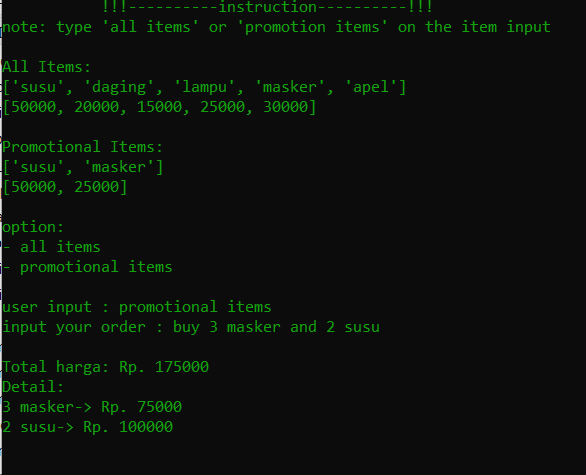 !!!----------instruction----------!!!
note: type 'all items' or 'promotion items' on the item input
All Items:
['susu', 'daging', 'lampu', 'masker', 'apel']
[50000, 20000, 15000, 25000, 30000]
Promotional Items:
['susu', 'masker']
[50000, 25000]
option:
- all items
- promotional items
user input : promotional items
input your order : buy 3 masker and 2 susu
Total harga: Rp. 175000
Detail:
3 masker-> Rp. 75000
2 susu-> Rp. 100000